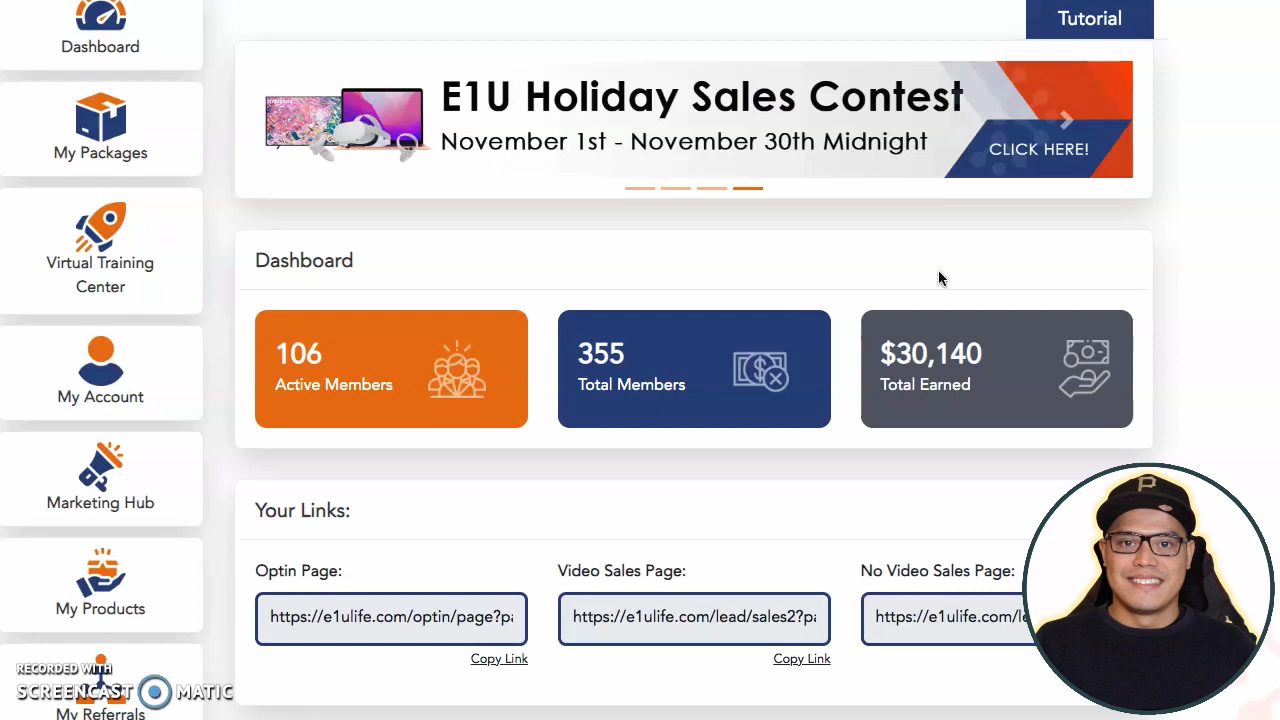 Tutorial
Dashboard
My Packages
Virtual Training
Center
My Account
Marketing Hub
My Products
My Referrals
E1U Holiday Sales Contest
November 1st - November 30th Midnight
CLICK HERE!
Dashboard
106
Active Members
355
Total Members
$30,140
Total Earned
Your Links:
Optin Page:
https://e1ulife.com/optin/page?pa
Copy Link
Video Sales Page:
https://e1ulife.com/lead/sales2?pa
Copy Link
No Video Sales Page:
https://e1ulife.com/le
P
RECORDED WITH
SCREENCAST MATIC